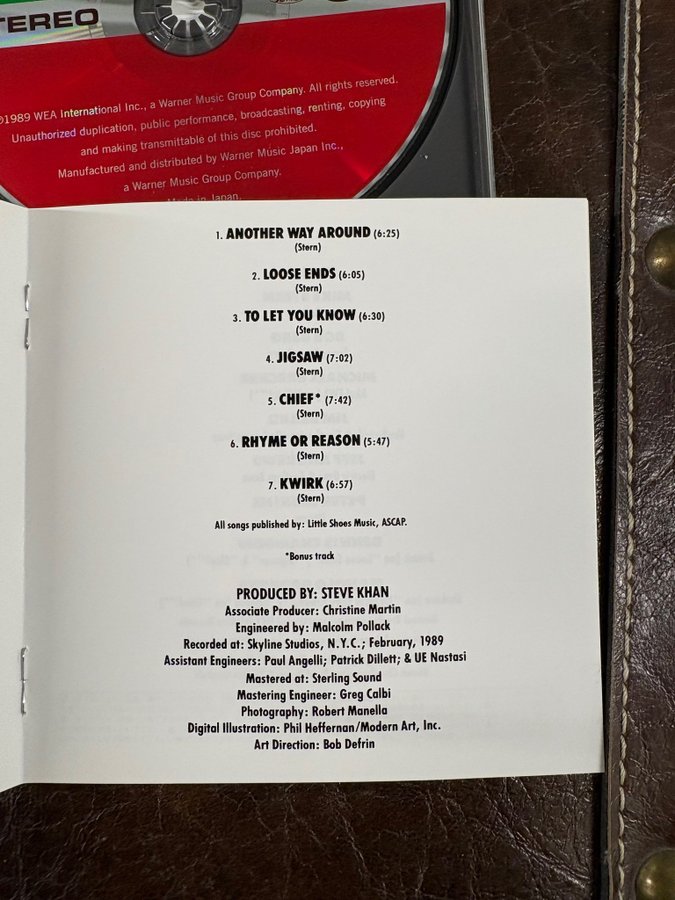 STEREO
©1989 WEA International Inc., a Warner Music Group Company. All rights reserved.
Unauthorized duplication, public performance, broadcasting, renting, copying
and making transmittable of this disc prohibited.
Manufactured and distributed by Warner Music Japan Inc.,
a Warner Music Group Company.
Made in Japan.
1. ANOTHER WAY AROUND (6:25)
(Stern)
2. LOOSE ENDS (6:05)
(Stern)
3. TO LET YOU KNOW (6:30)
(Stern)
4. JIGSAW (7:02)
(Stern)
5. CHIEF* (7:42)
(Stern)
6. RHYME OR REASON (5:47)
(Stern)
7. KWIRK (6:57)
(Stern)
All songs published by: Little Shoes Music, ASCAP.
*Bonus track
PRODUCED BY: STEVE KHAN
Associate Producer: Christine Martin
Engineered by: Malcolm Pollack
Recorded at: Skyline Studios, N.Y.C.; February, 1989
Assistant Engineers: Paul Angelli; Patrick Dillett; & UE Nastasi
Mastered at: Sterling Sound
Mastering Engineer: Greg Calbi
Photography: Robert Manella
Digital Illustration: Phil Heffernan/Modern Art, Inc.
Art Direction: Bob Defrin